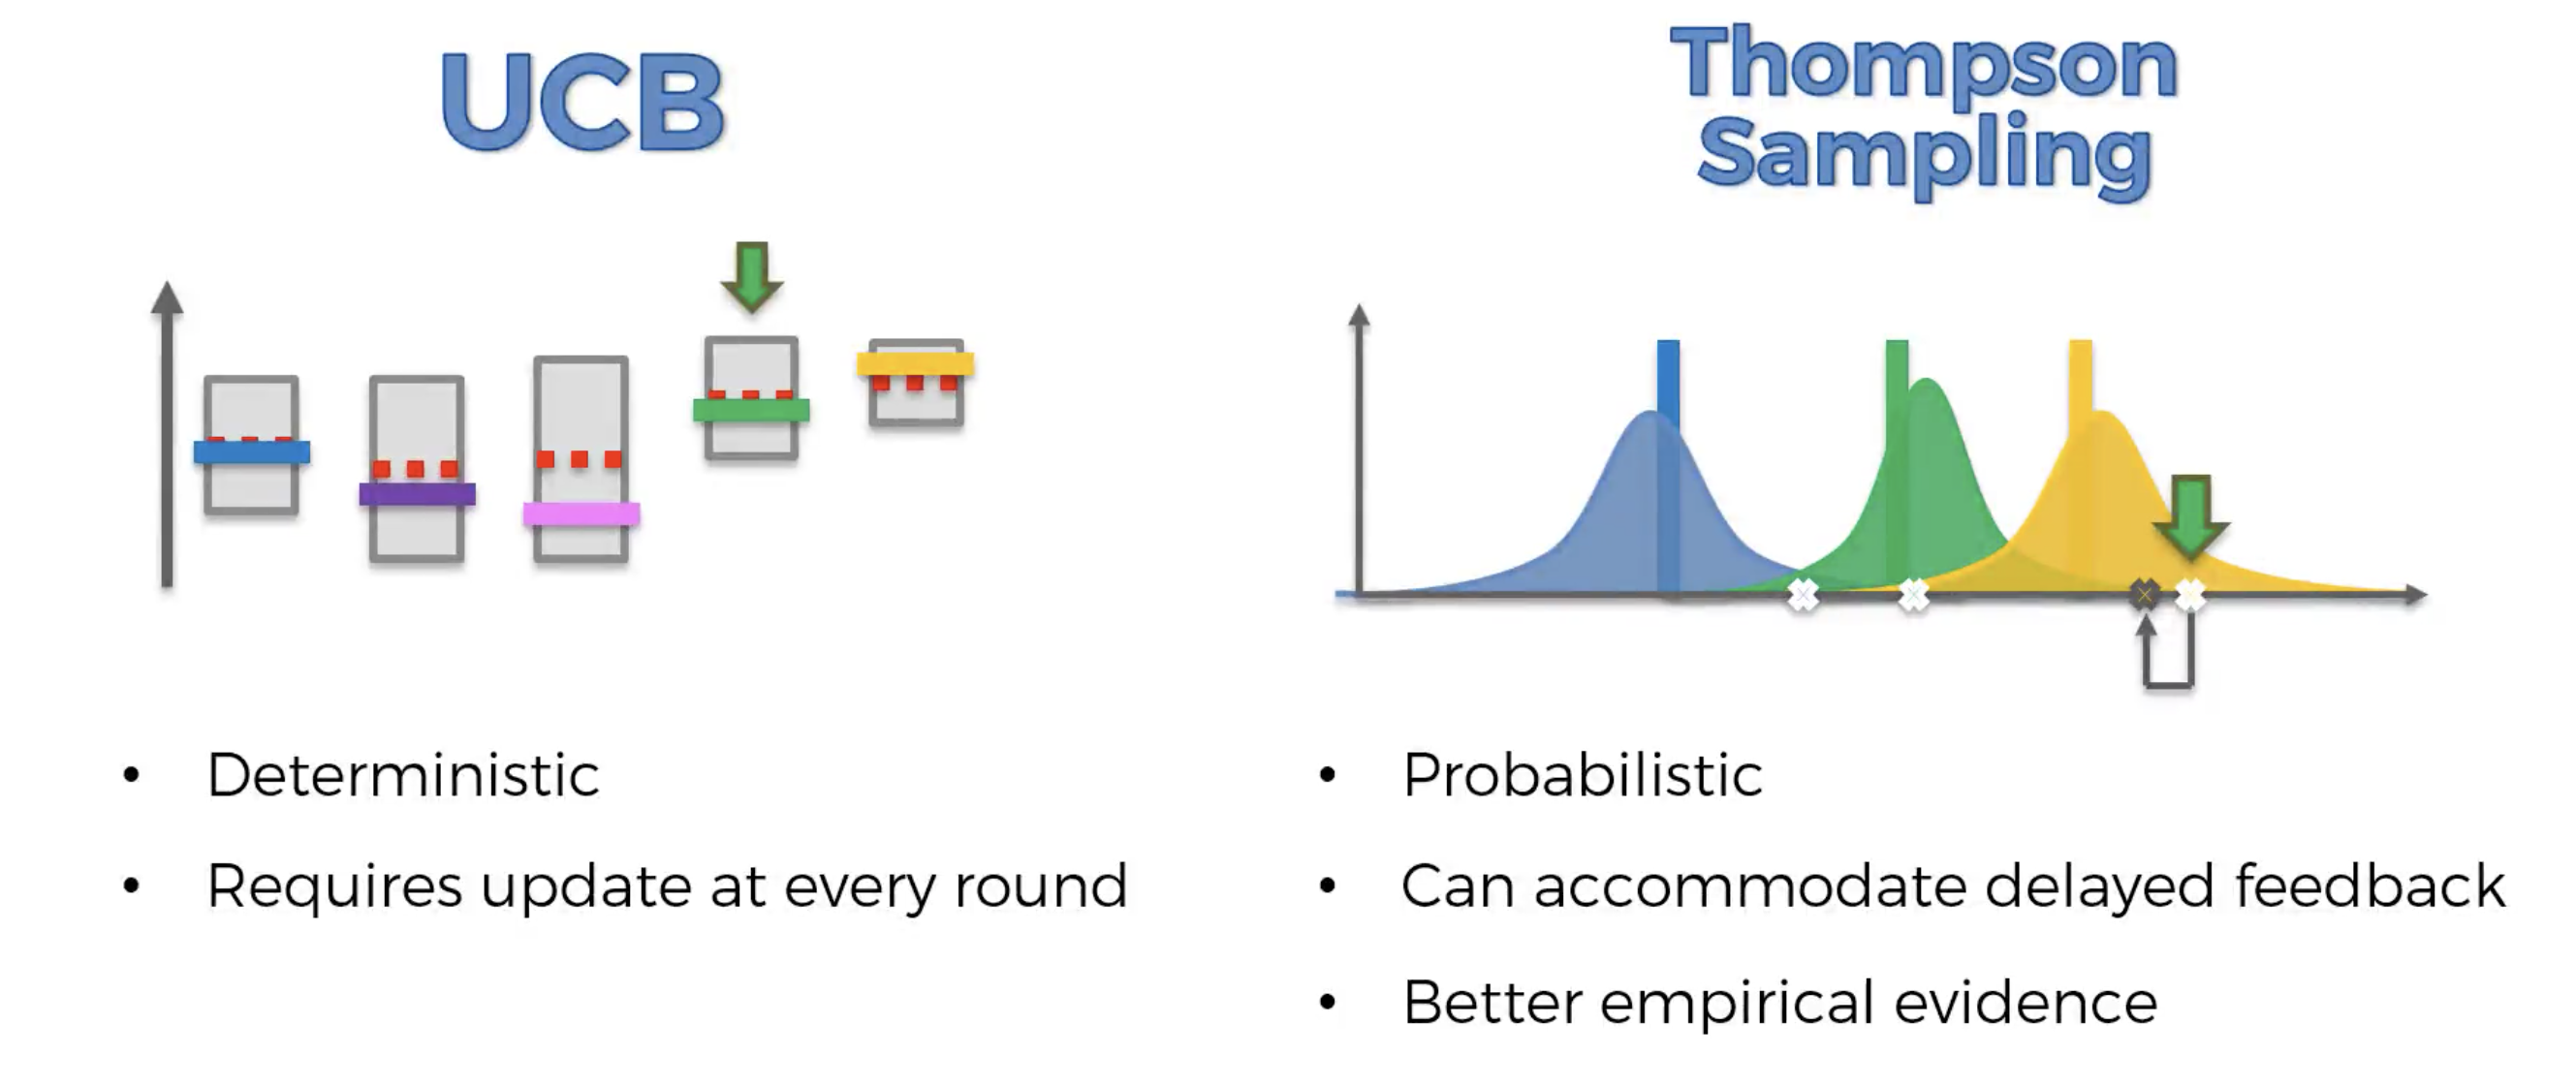 UCB
Deterministic
Requires update at every round
Thompson
Sampling
Probabilistic
Can accommodate delayed feedback
Better empirical evidence